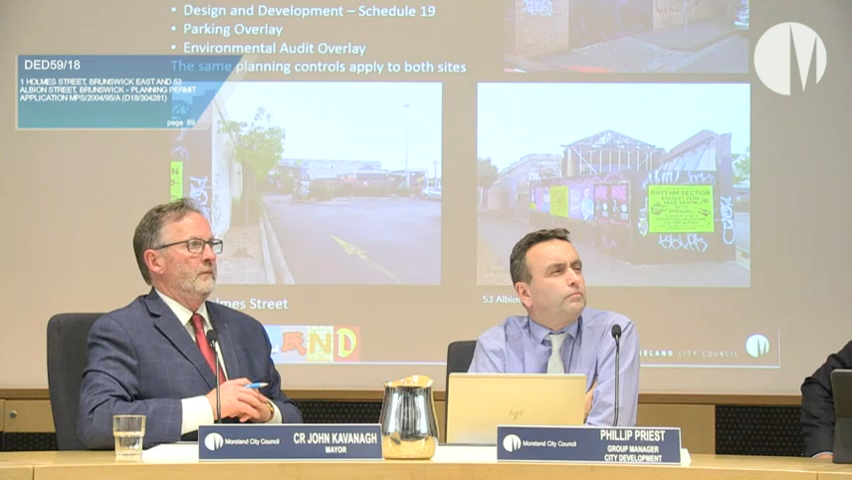 • Design and Development – Schedule 19
• Parking Overlay
• Environmental Audit Overlay
The same planning controls apply to both sites
DED59/18
1 HOLMES STREET, BRUNSWICK EAST AND 53
ALBION STREET, BRUNSWICK - PLANNING PERMIT
APPLICATION MPS/2004/95/A (D18/304281)
page 89
RHYTHM SECTION
olmes Street
53 Albio
MORELAND CITY COUNCIL
Moreland City Council
CR JOHN KAVANAGH
MAYOR
Moreland City Council
PHILLIP PRIEST
GROUP MANAGER
CITY DEVELOPMENT